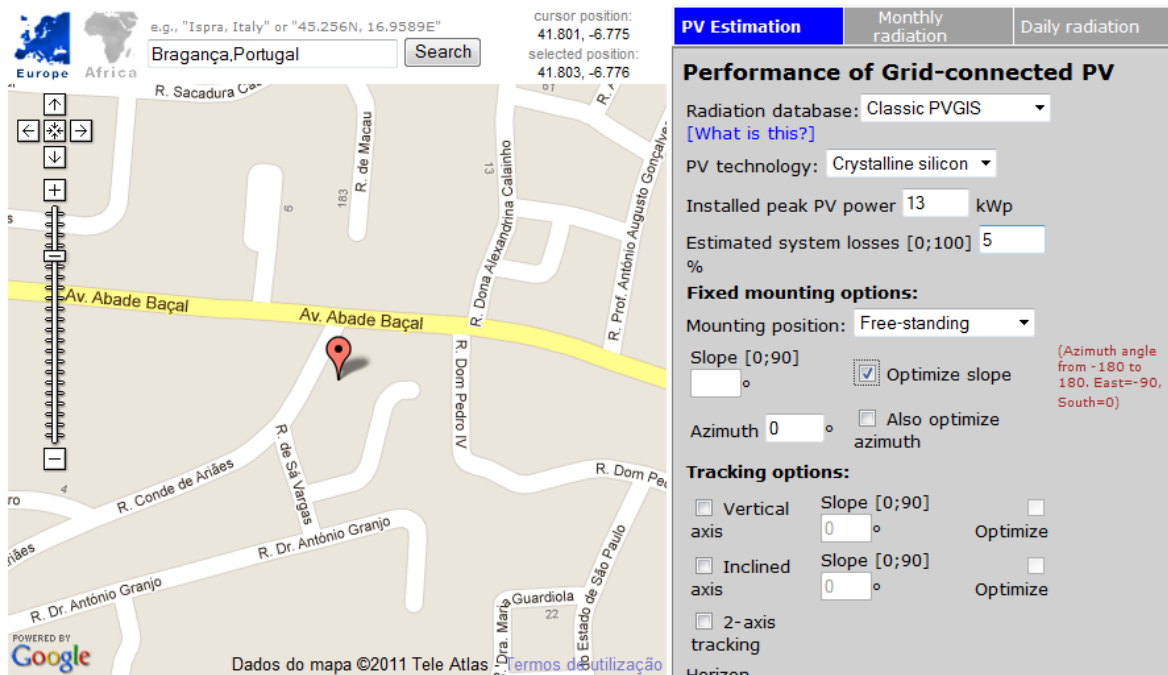 e.g., "Ispra, Italy" or "45.256N, 16.9589E"
Bragança,Portugal
Search
Europe
Africa
cursor position:
41.801, -6.775
selected position:
41.803, -6.776
R. Sacadura
R. de Macau
183
6
13
61
R. Dona Alexandrina Calainho
R. Prof. António Augusto Gonçalve
Av. Abade Baçal
Av. Abade Baçal
R. Dom Pedro IV
R. Dom Pe
R. de Sá Vargas
R. Conde de Ariães
4
R. Dr. António Granjo
R. Dr. António Granjo
Guardiola
22
R. Dra. Maria
do Estado de São Paulo
POWERED BY
Google
Dados do mapa ©2011 Tele Atlas - Termos de utilização
PV Estimation
Monthly
radiation
Daily radiation
Performance of Grid-connected PV
Radiation database: Classic PVGIS
[What is this?]
PV technology: Crystalline silicon
Installed peak PV power 13 kWp
Estimated system losses [0;100] 5
%
Fixed mounting options:
Mounting position: Free-standing
Slope [0;90]
°
Optimize slope
(Azimuth angle
from -180 to
180. East=-90,
South=0)
Azimuth 0 °
Also optimize
azimuth
Tracking options:
Vertical
axis
Slope [0;90]
0 °
Optimize
Inclined
axis
Slope [0;90]
0 °
Optimize
2-axis
tracking
Horizon